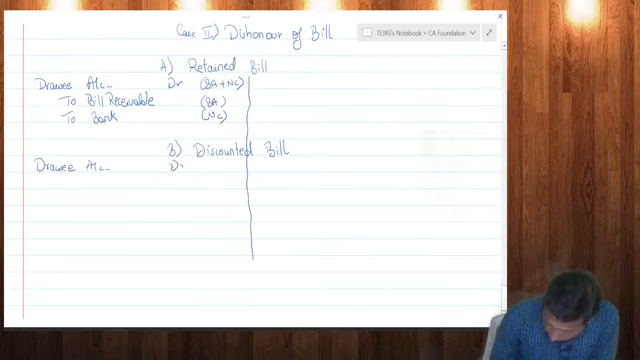 Case II) Dishonour of Bill
TEJAS's Notebook > CA Foundation
A) Retained Bill
Drawee A/c Dr (BA + NC)
To Bill Receivable (BA)
To Bank (NC)
B) Discounted Bill
Drawee A/c Dr